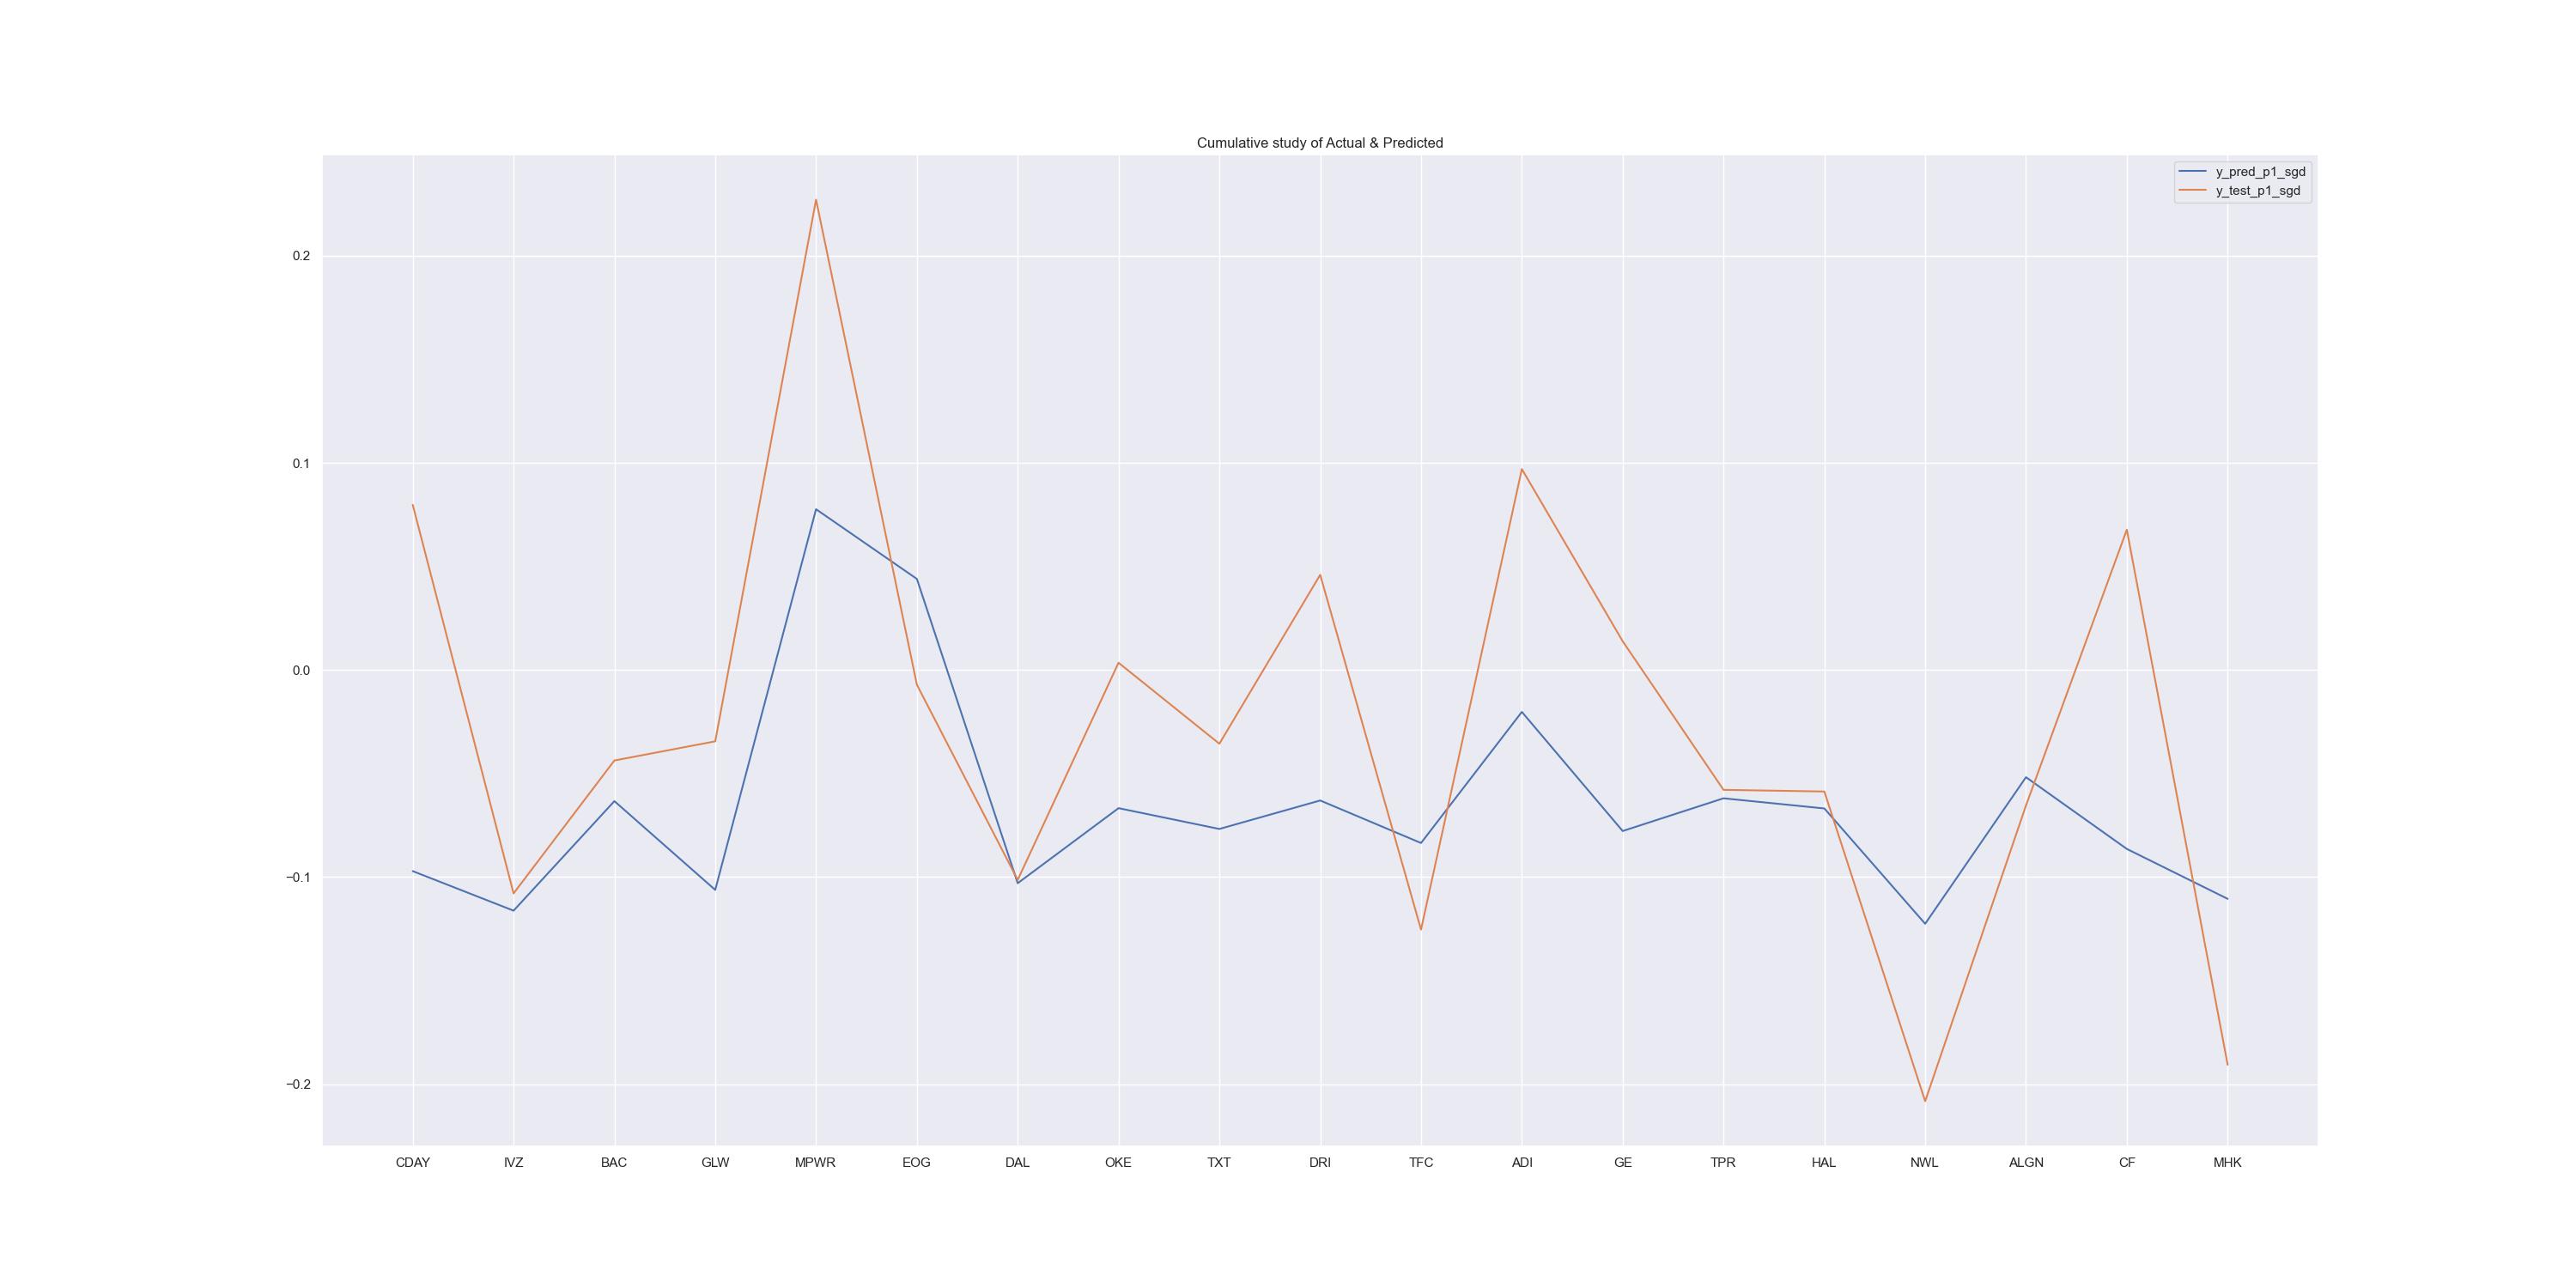 Cumulative study of Actual & Predicted
y_pred_p1_sgd
y_test_p1_sgd
0.2
0.1
0.0
−0.1
−0.2
CDAY IVZ BAC GLW MPWR EOG DAL OKE TXT DRI TFC ADI GE TPR HAL NWL ALGN CF MHK